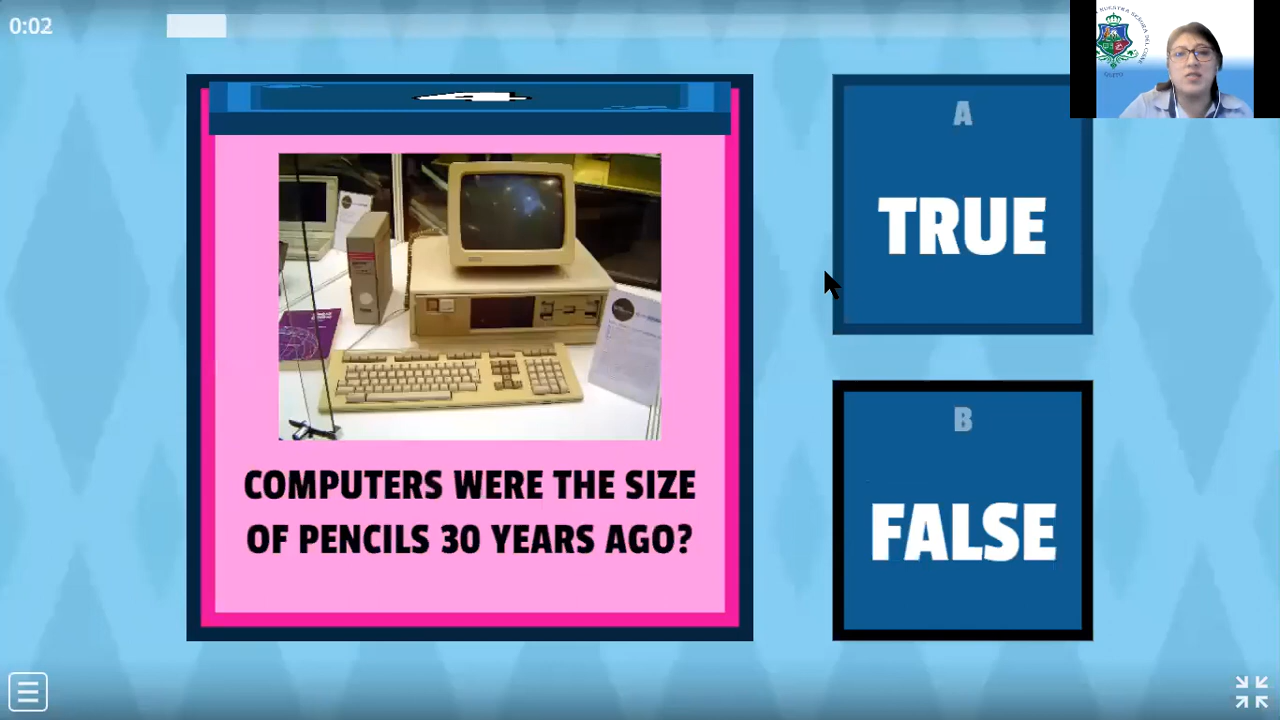 0:02
A
TRUE
COMPUTERS WERE THE SIZE
OF PENCILS 30 YEARS AGO?
B
FALSE